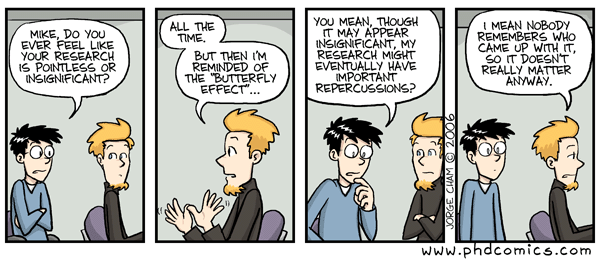 MIKE, DO YOU
EVER FEEL LIKE
YOUR RESEARCH
IS POINTLESS OR
INSIGNIFICANT?
ALL THE
TIME.
BUT THEN I'M
REMINDED OF
THE "BUTTERFLY
EFFECT"...
YOU MEAN, THOUGH
IT MAY APPEAR
INSIGNIFICANT, MY
RESEARCH MIGHT
EVENTUALLY HAVE
IMPORTANT
REPERCUSSIONS?
I MEAN NOBODY
REMEMBERS WHO
CAME UP WITH IT,
SO IT DOESN'T
REALLY MATTER
ANYWAY.
JORGE CHAM © 2006
www.phdcomics.com